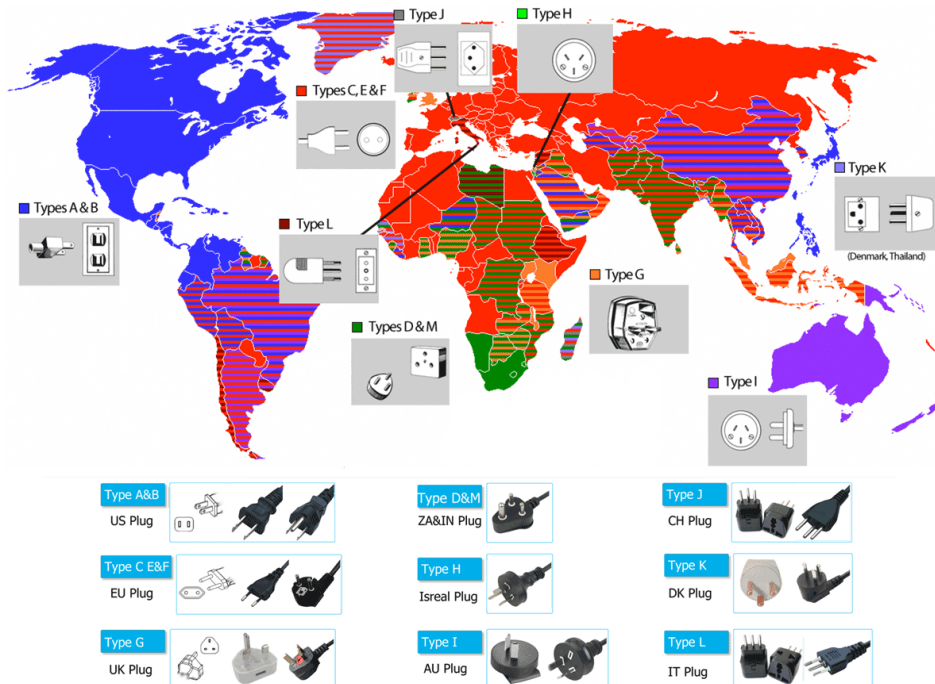 Type J
Type H
Types C, E & F
Type K
(Denmark, Thailand)
Types A & B
Type L
Type G
Types D & M
Type I
Type A&B
US Plug
Type D&M
ZA&IN Plug
Type J
CH Plug
Type C E&F
EU Plug
Type H
Isreal Plug
Type K
DK Plug
Type G
UK Plug
Type I
AU Plug
Type L
IT Plug